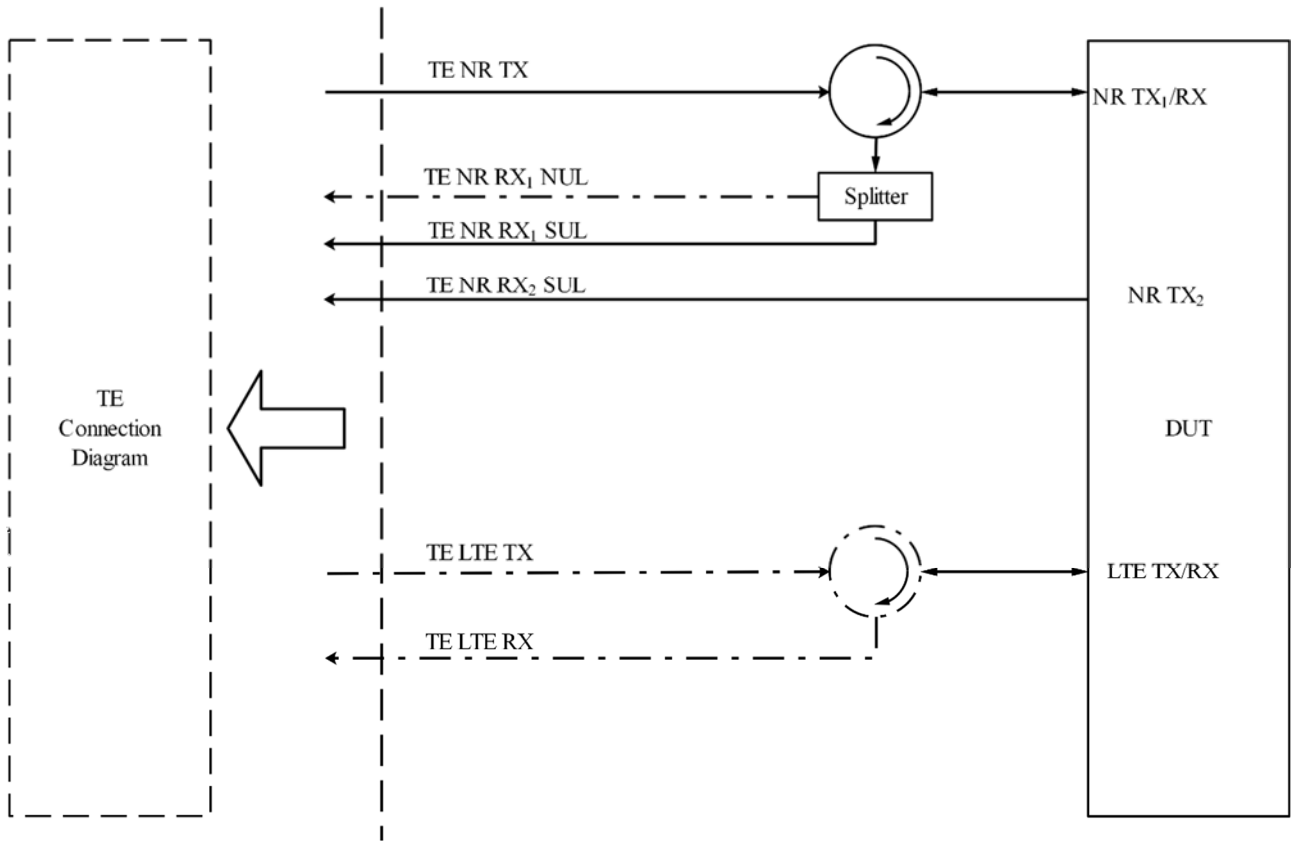 TE NR TX
NR TX₁/RX
TE NR RX₁ NUL
Splitter
TE NR RX₁ SUL
TE NR RX₂ SUL
NR TX₂
TE
Connection
Diagram
DUT
TE LTE TX
LTE TX/RX
TE LTE RX